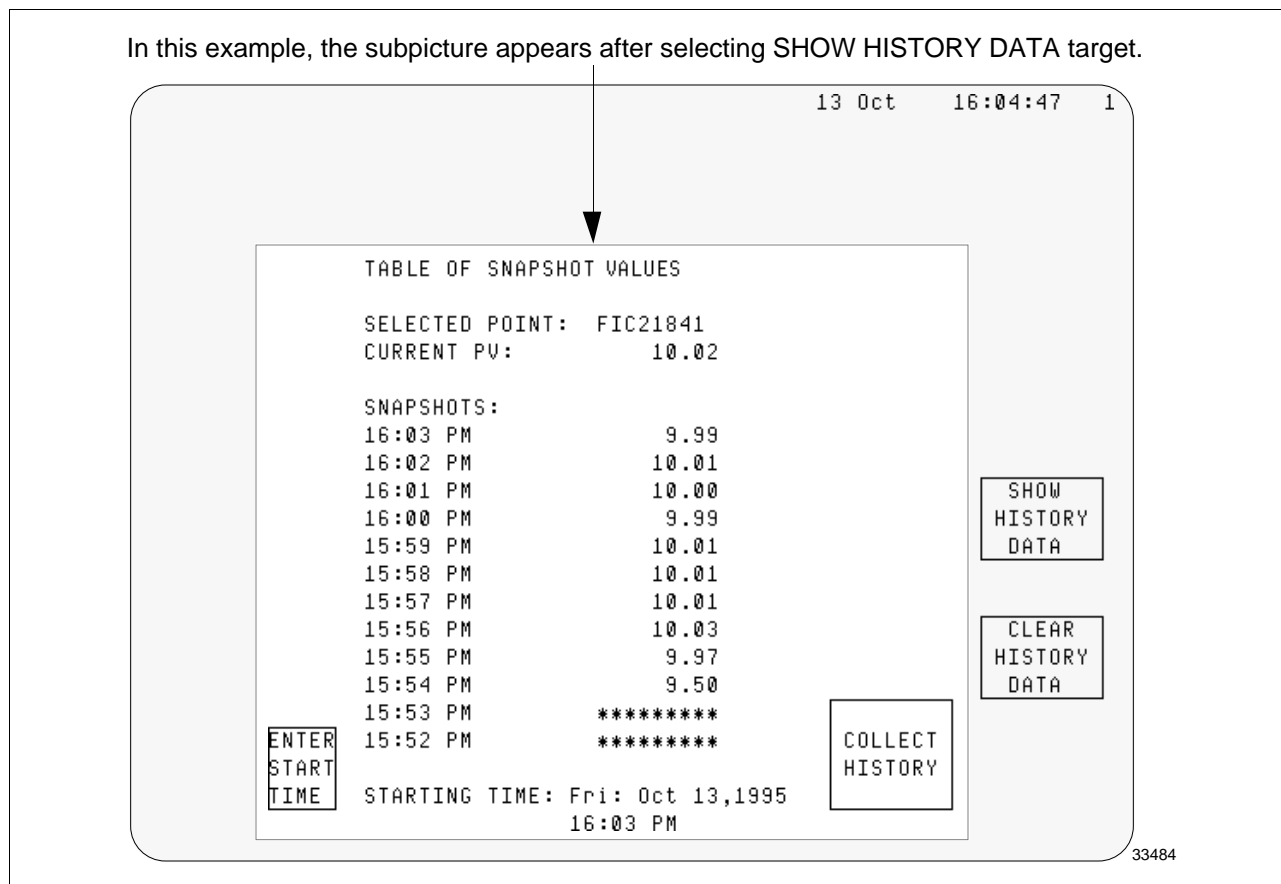 In this example, the subpicture appears after selecting SHOW HISTORY DATA target.
13 Oct 16:04:47 1
TABLE OF SNAPSHOT VALUES
SELECTED POINT: FIC21841
CURRENT PV: 10.02
SNAPSHOTS:
16:03 PM 9.99
16:02 PM 10.01
16:01 PM 10.00
16:00 PM 9.99
15:59 PM 10.01
15:58 PM 10.01
15:57 PM 10.01
15:56 PM 10.03
15:55 PM 9.97
15:54 PM 9.50
15:53 PM *********
15:52 PM *********
STARTING TIME: Fri: Oct 13,1995
16:03 PM
ENTER
START
TIME
COLLECT
HISTORY
SHOW
HISTORY
DATA
CLEAR
HISTORY
DATA
33484